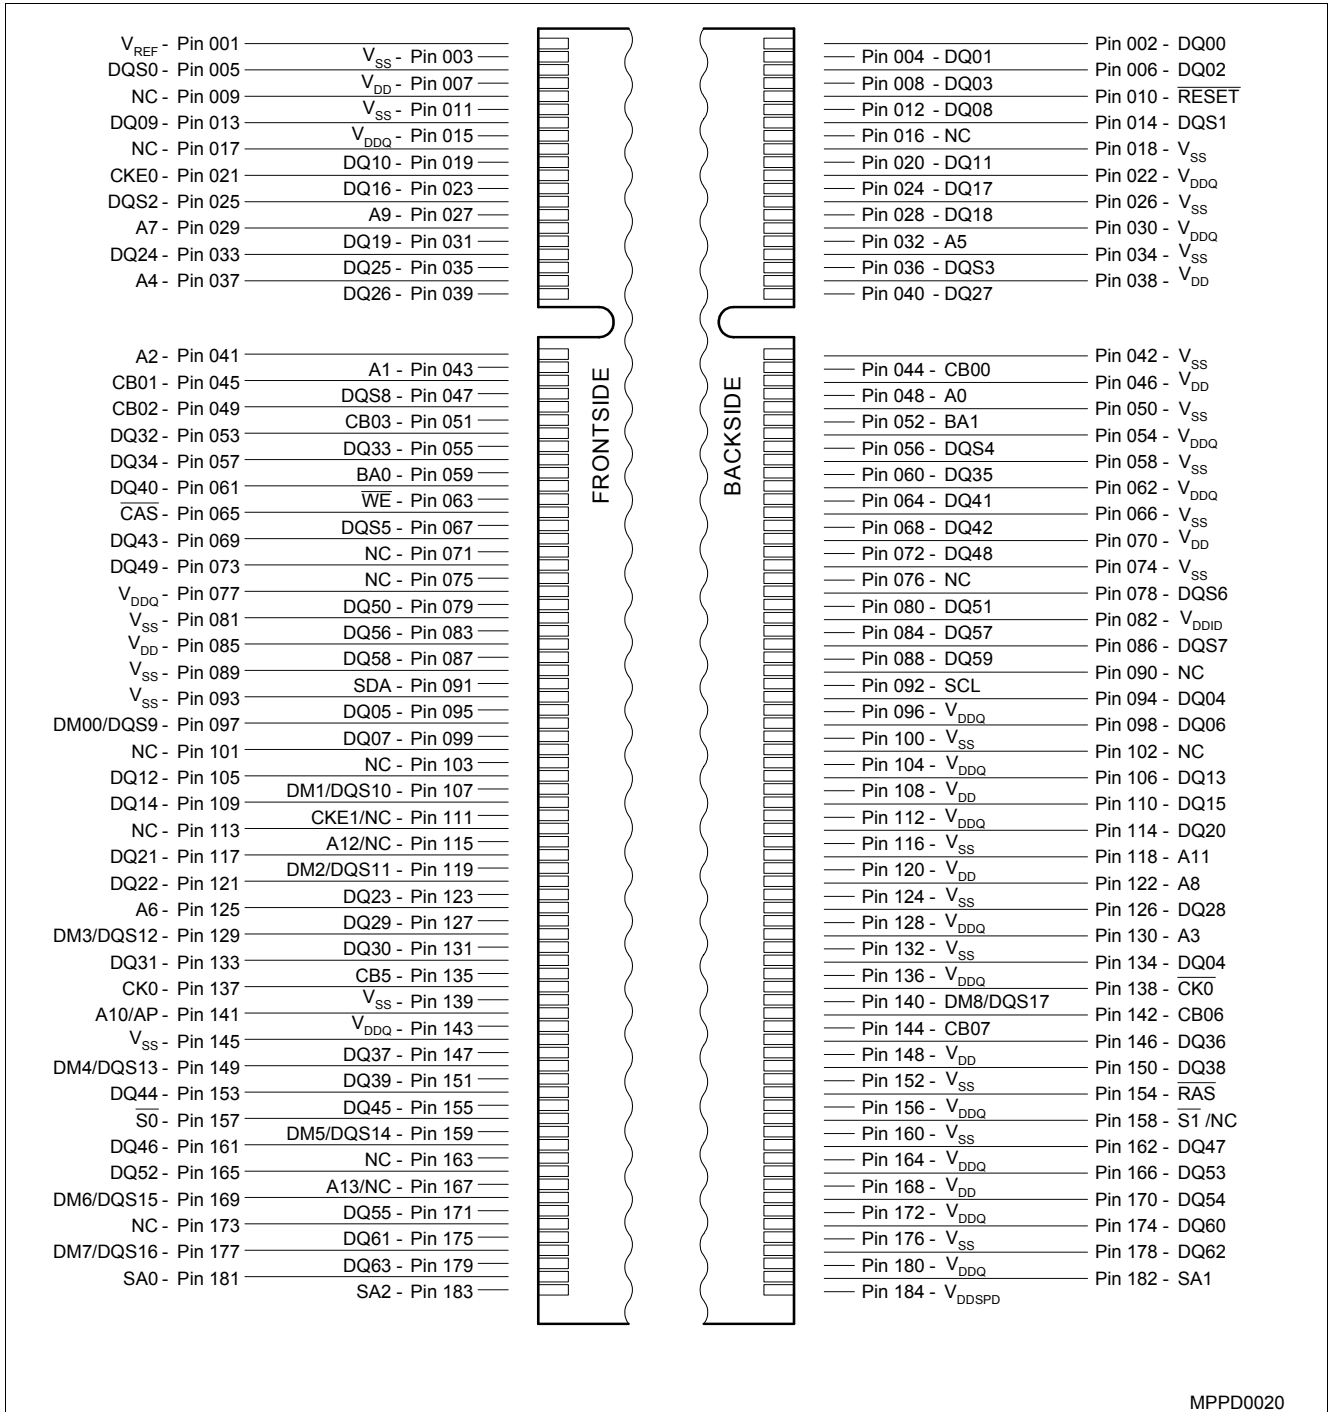 VREF - Pin 001
VSS - Pin 003
DQS0 - Pin 005
VDD - Pin 007
NC - Pin 009
VSS - Pin 011
DQ09 - Pin 013
VDDQ - Pin 015
NC - Pin 017
DQ10 - Pin 019
CKE0 - Pin 021
DQ16 - Pin 023
DQS2 - Pin 025
A9 - Pin 027
A7 - Pin 029
DQ19 - Pin 031
DQ24 - Pin 033
DQ25 - Pin 035
A4 - Pin 037
DQ26 - Pin 039
A2 - Pin 041
A1 - Pin 043
CB01 - Pin 045
DQS8 - Pin 047
CB02 - Pin 049
CB03 - Pin 051
DQ32 - Pin 053
DQ33 - Pin 055
DQ34 - Pin 057
BA0 - Pin 059
DQ40 - Pin 061
W̅E̅ - Pin 063
C̅A̅S̅ - Pin 065
DQS5 - Pin 067
DQ43 - Pin 069
NC - Pin 071
DQ49 - Pin 073
NC - Pin 075
VDDQ - Pin 077
DQ50 - Pin 079
VSS - Pin 081
DQ56 - Pin 083
VDD - Pin 085
DQ58 - Pin 087
VSS - Pin 089
SDA - Pin 091
VSS - Pin 093
DQ05 - Pin 095
DM00/DQS9 - Pin 097
DQ07 - Pin 099
NC - Pin 101
NC - Pin 103
DQ12 - Pin 105
DM1/DQS10 - Pin 107
DQ14 - Pin 109
CKE1/NC - Pin 111
NC - Pin 113
A12/NC - Pin 115
DQ21 - Pin 117
DM2/DQS11 - Pin 119
DQ22 - Pin 121
DQ23 - Pin 123
A6 - Pin 125
DQ29 - Pin 127
DM3/DQS12 - Pin 129
DQ30 - Pin 131
DQ31 - Pin 133
CB5 - Pin 135
CK0 - Pin 137
VSS - Pin 139
A10/AP - Pin 141
VDDQ - Pin 143
VSS - Pin 145
DQ37 - Pin 147
DM4/DQS13 - Pin 149
DQ39 - Pin 151
DQ44 - Pin 153
DQ45 - Pin 155
S̅0̅ - Pin 157
DM5/DQS14 - Pin 159
DQ46 - Pin 161
NC - Pin 163
DQ52 - Pin 165
A13/NC - Pin 167
DM6/DQS15 - Pin 169
DQ55 - Pin 171
NC - Pin 173
DQ61 - Pin 175
DM7/DQS16 - Pin 177
DQ63 - Pin 179
SA0 - Pin 181
SA2 - Pin 183
FRONTSIDE
BACKSIDE
Pin 002 - DQ00
Pin 004 - DQ01
Pin 006 - DQ02
Pin 008 - DQ03
Pin 010 - R̅E̅S̅E̅T̅
Pin 012 - DQ08
Pin 014 - DQS1
Pin 016 - NC
Pin 018 - VSS
Pin 020 - DQ11
Pin 022 - VDDQ
Pin 024 - DQ17
Pin 026 - VSS
Pin 028 - DQ18
Pin 030 - VDDQ
Pin 032 - A5
Pin 034 - VSS
Pin 036 - DQS3
Pin 038 - VDD
Pin 040 - DQ27
Pin 042 - VSS
Pin 044 - CB00
Pin 046 - VDD
Pin 048 - A0
Pin 050 - VSS
Pin 052 - BA1
Pin 054 - VDDQ
Pin 056 - DQS4
Pin 058 - VSS
Pin 060 - DQ35
Pin 062 - VDDQ
Pin 064 - DQ41
Pin 066 - VSS
Pin 068 - DQ42
Pin 070 - VDD
Pin 072 - DQ48
Pin 074 - VSS
Pin 076 - NC
Pin 078 - DQS6
Pin 080 - DQ51
Pin 082 - VDDID
Pin 084 - DQ57
Pin 086 - DQS7
Pin 088 - DQ59
Pin 090 - NC
Pin 092 - SCL
Pin 094 - DQ04
Pin 096 - VDDQ
Pin 098 - DQ06
Pin 100 - VSS
Pin 102 - NC
Pin 104 - VDDQ
Pin 106 - DQ13
Pin 108 - VDD
Pin 110 - DQ15
Pin 112 - VDDQ
Pin 114 - DQ20
Pin 116 - VSS
Pin 118 - A11
Pin 120 - VDD
Pin 122 - A8
Pin 124 - VSS
Pin 126 - DQ28
Pin 128 - VDDQ
Pin 130 - A3
Pin 132 - VSS
Pin 134 - DQ04
Pin 136 - VDDQ
Pin 138 - C̅K̅0̅
Pin 140 - DM8/DQS17
Pin 142 - CB06
Pin 144 - CB07
Pin 146 - DQ36
Pin 148 - VDD
Pin 150 - DQ38
Pin 152 - VSS
Pin 154 - R̅A̅S̅
Pin 156 - VDDQ
Pin 158 - S̅1̅ /NC
Pin 160 - VSS
Pin 162 - DQ47
Pin 164 - VDDQ
Pin 166 - DQ53
Pin 168 - VDD
Pin 170 - DQ54
Pin 172 - VDDQ
Pin 174 - DQ60
Pin 176 - VSS
Pin 178 - DQ62
Pin 180 - VDDQ
Pin 182 - SA1
Pin 184 - VDDSPD
MPPD0020